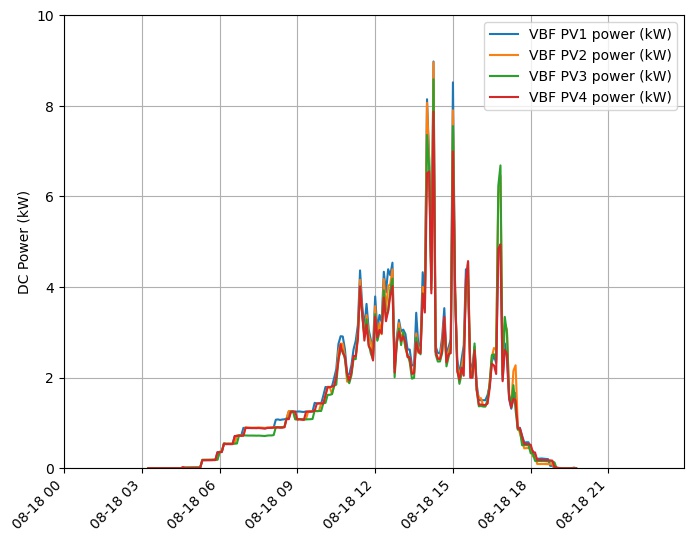 10
8
6
4
2
0
DC Power (kW)
VBF PV1 power (kW)
VBF PV2 power (kW)
VBF PV3 power (kW)
VBF PV4 power (kW)
08-18 00
08-18 03
08-18 06
08-18 09
08-18 12
08-18 15
08-18 18
08-18 21